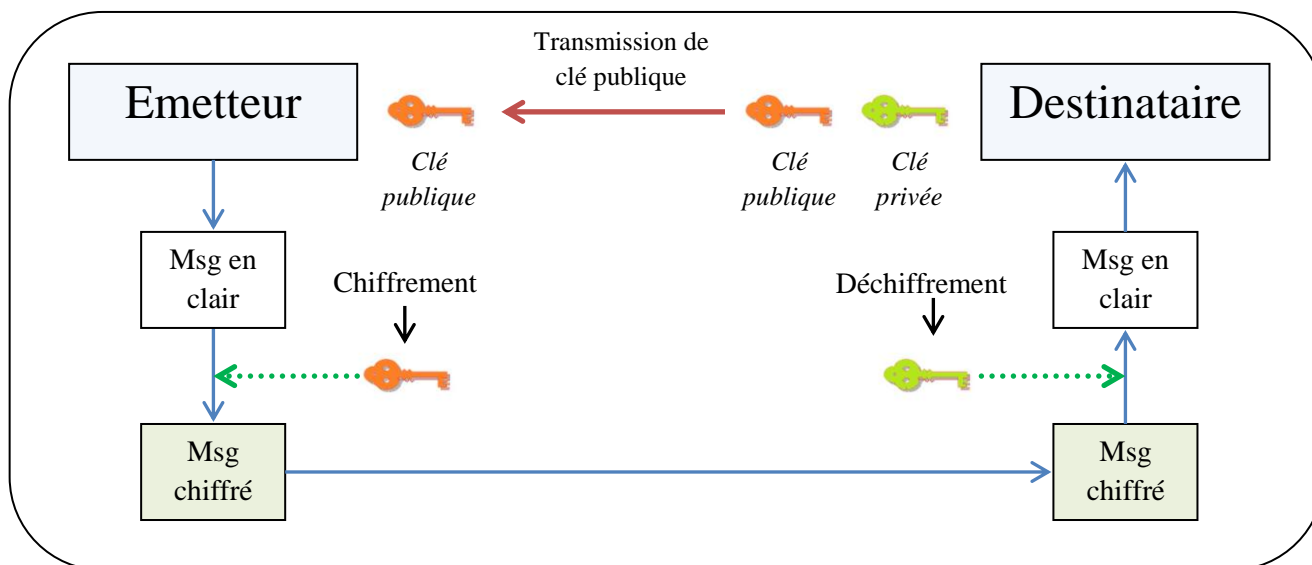 Transmission de
clé publique
Emetteur
Destinataire
Clé
publique
Clé
publique
Clé
privée
Msg en
clair
Chiffrement
Déchiffrement
Msg en
clair
Msg
chiffré
Msg
chiffré